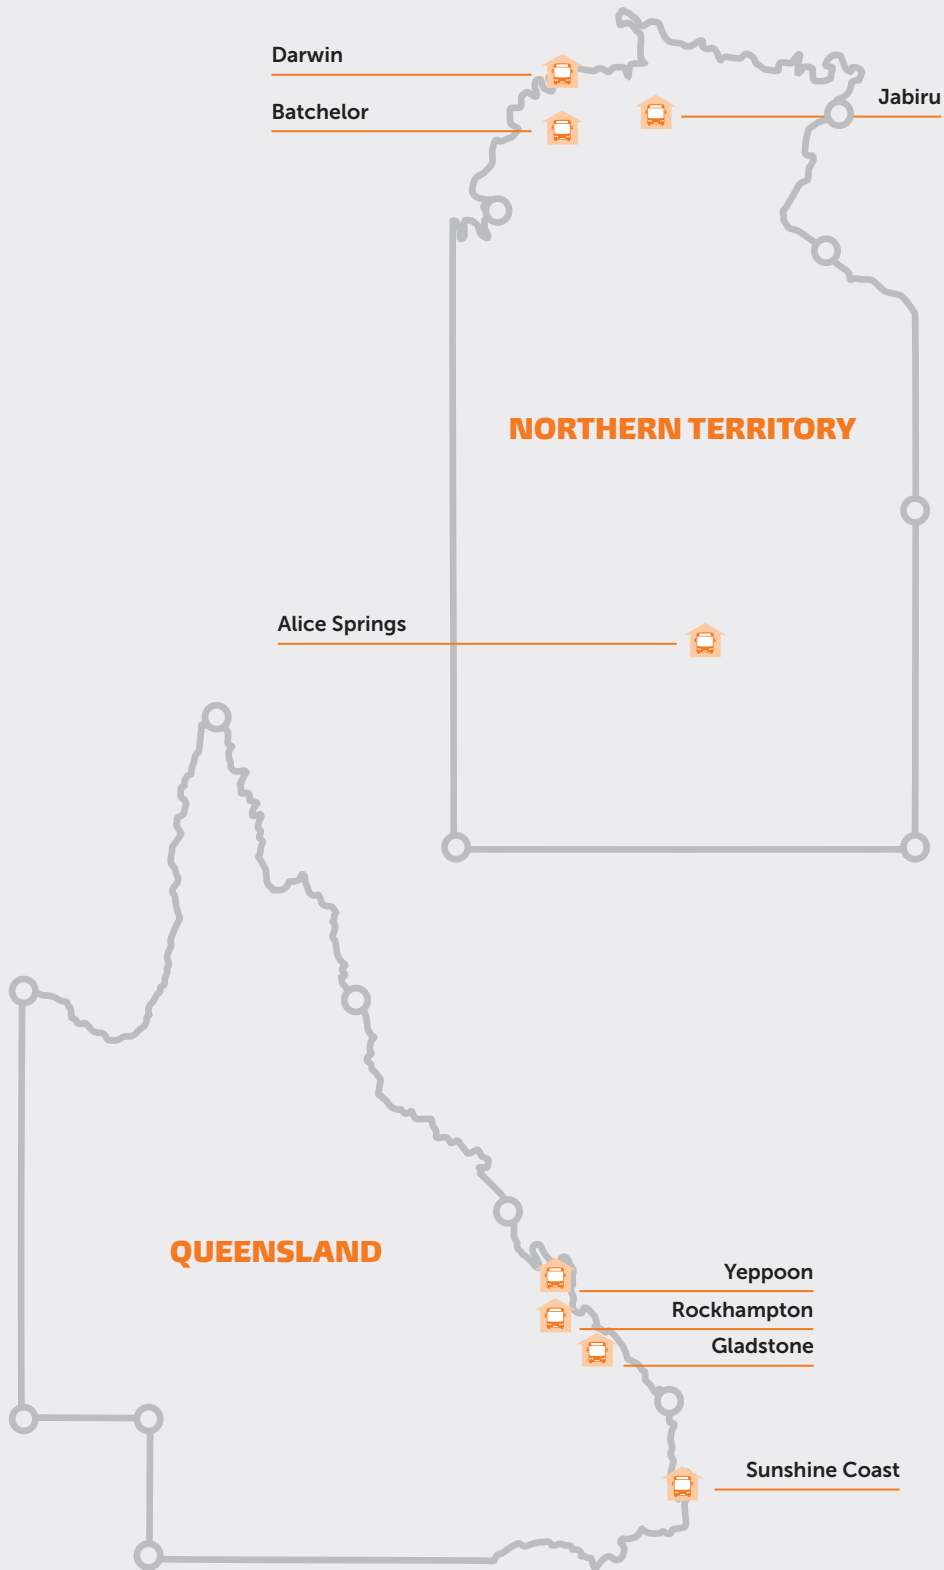 Darwin
Batchelor
Jabiru
NORTHERN TERRITORY
Alice Springs
QUEENSLAND
Yeppoon
Rockhampton
Gladstone
Sunshine Coast